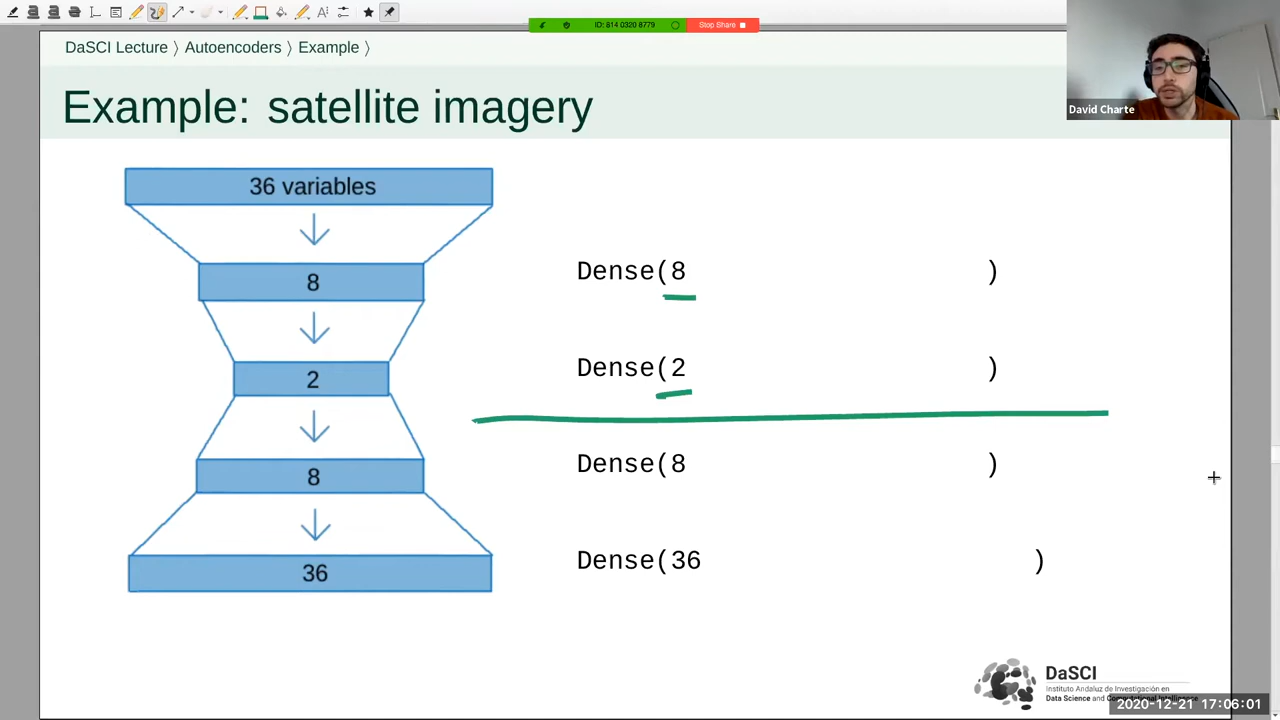 ID: 814 0320 8779
Stop Share
DaSCI Lecture 〉 Autoencoders 〉 Example 〉
David Charte
Example: satellite imagery
36 variables
8
2
8
36
Dense(8 )
Dense(2 )
Dense(8 )
Dense(36 )
DaSCI
Instituto Andaluz de Investigación en
Data Science and Computational Intelligence
2020-12-21 17:06:01